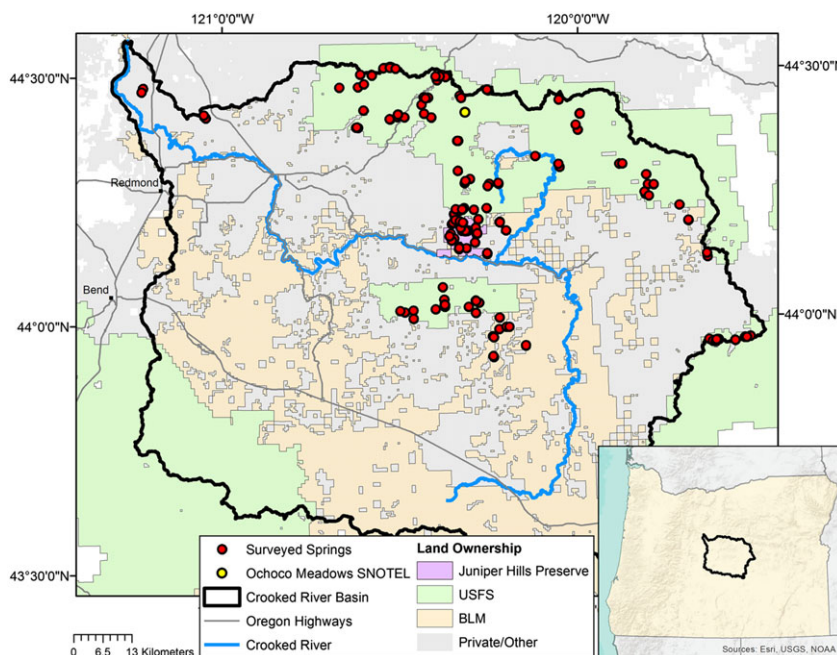 121°0'0"W
120°0'0"W
44°30'0"N
44°30'0"N
Redmond
Bend
44°0'0"N
44°0'0"N
43°30'0"N
Surveyed Springs
Ochoco Meadows SNOTEL
Crooked River Basin
Oregon Highways
Crooked River
Land Ownership
Juniper Hills Preserve
USFS
BLM
Private/Other
0 6.5 13 Kilometers
Sources: Esri, USGS, NOAA